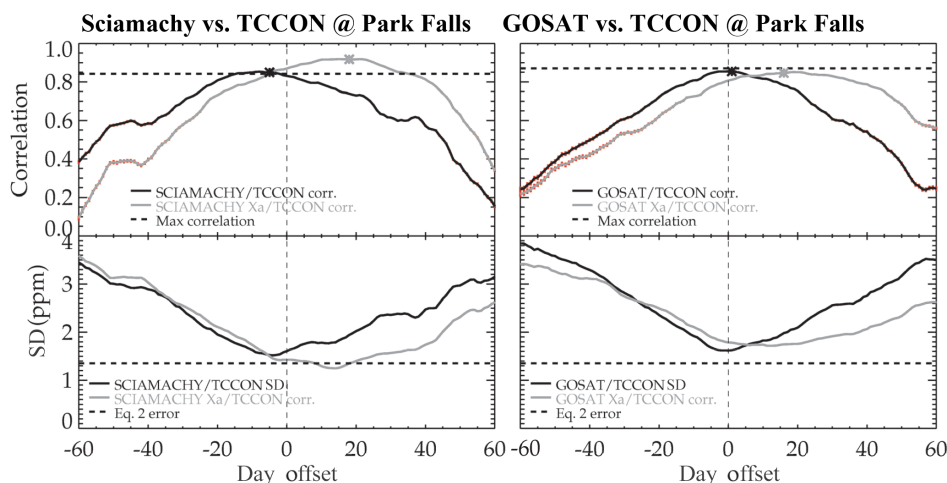 Sciamachy vs. TCCON @ Park Falls
GOSAT vs. TCCON @ Park Falls
Correlation
1.0
0.8
0.6
0.4
0.2
0.0
SCIAMACHY/TCCON corr.
SCIAMACHY Xa/TCCON corr.
Max correlation
GOSAT/TCCON corr.
GOSAT Xa/TCCON corr.
Max correlation
SD (ppm)
4
3
2
1
0
SCIAMACHY/TCCON SD
SCIAMACHY Xa/TCCON corr.
Eq. 2 error
GOSAT/TCCON SD
GOSAT Xa/TCCON corr.
Eq. 2 error
-60 -40 -20 0 20 40 60
Day offset
-60 -40 -20 0 20 40 60
Day offset